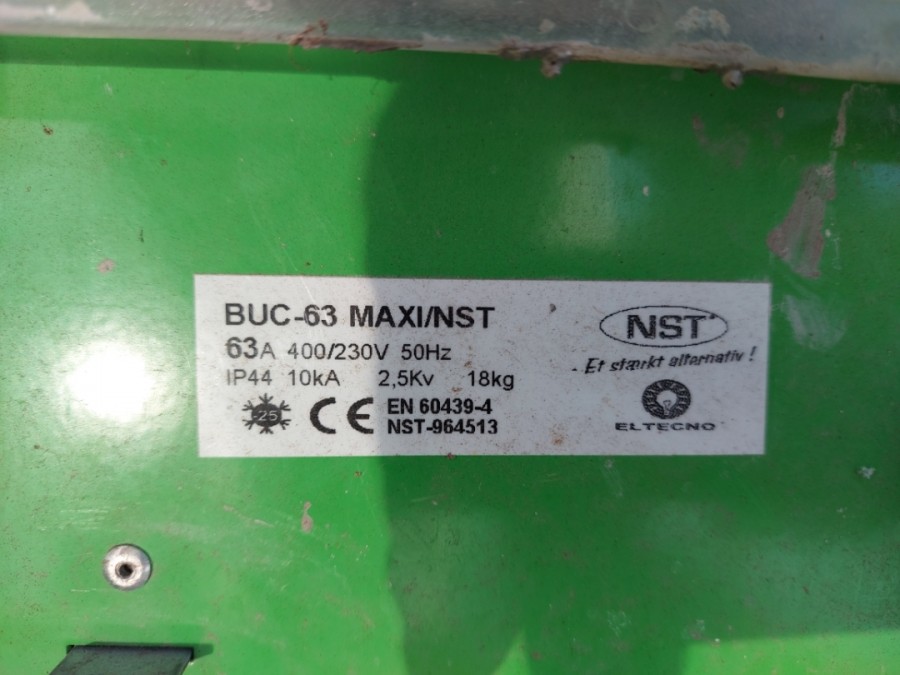 BUC-63 MAXI/NST
63A 400/230V 50Hz
IP44 10kA 2,5Kv 18kg
-25
EN 60439-4
CE
NST-964513
NST
- Et stærkt alternativ !
ELTECNO